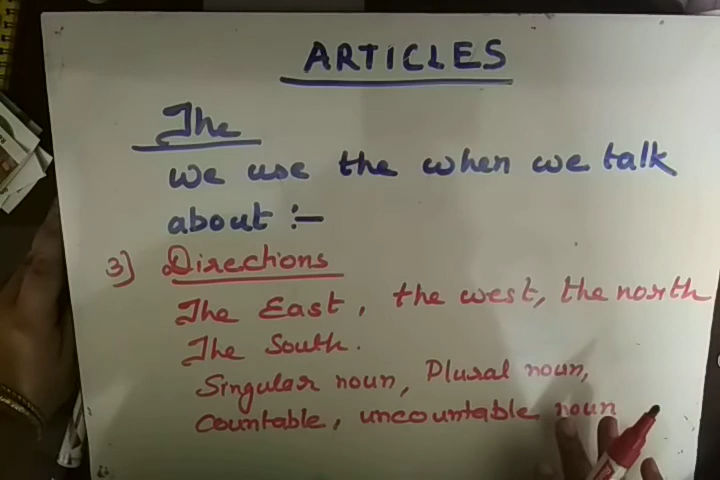 ARTICLES
The
we use the when we talk
about :-
3) Directions
The East, the west, the north
The South.
Singular noun, Plural noun,
Countable, uncountable noun